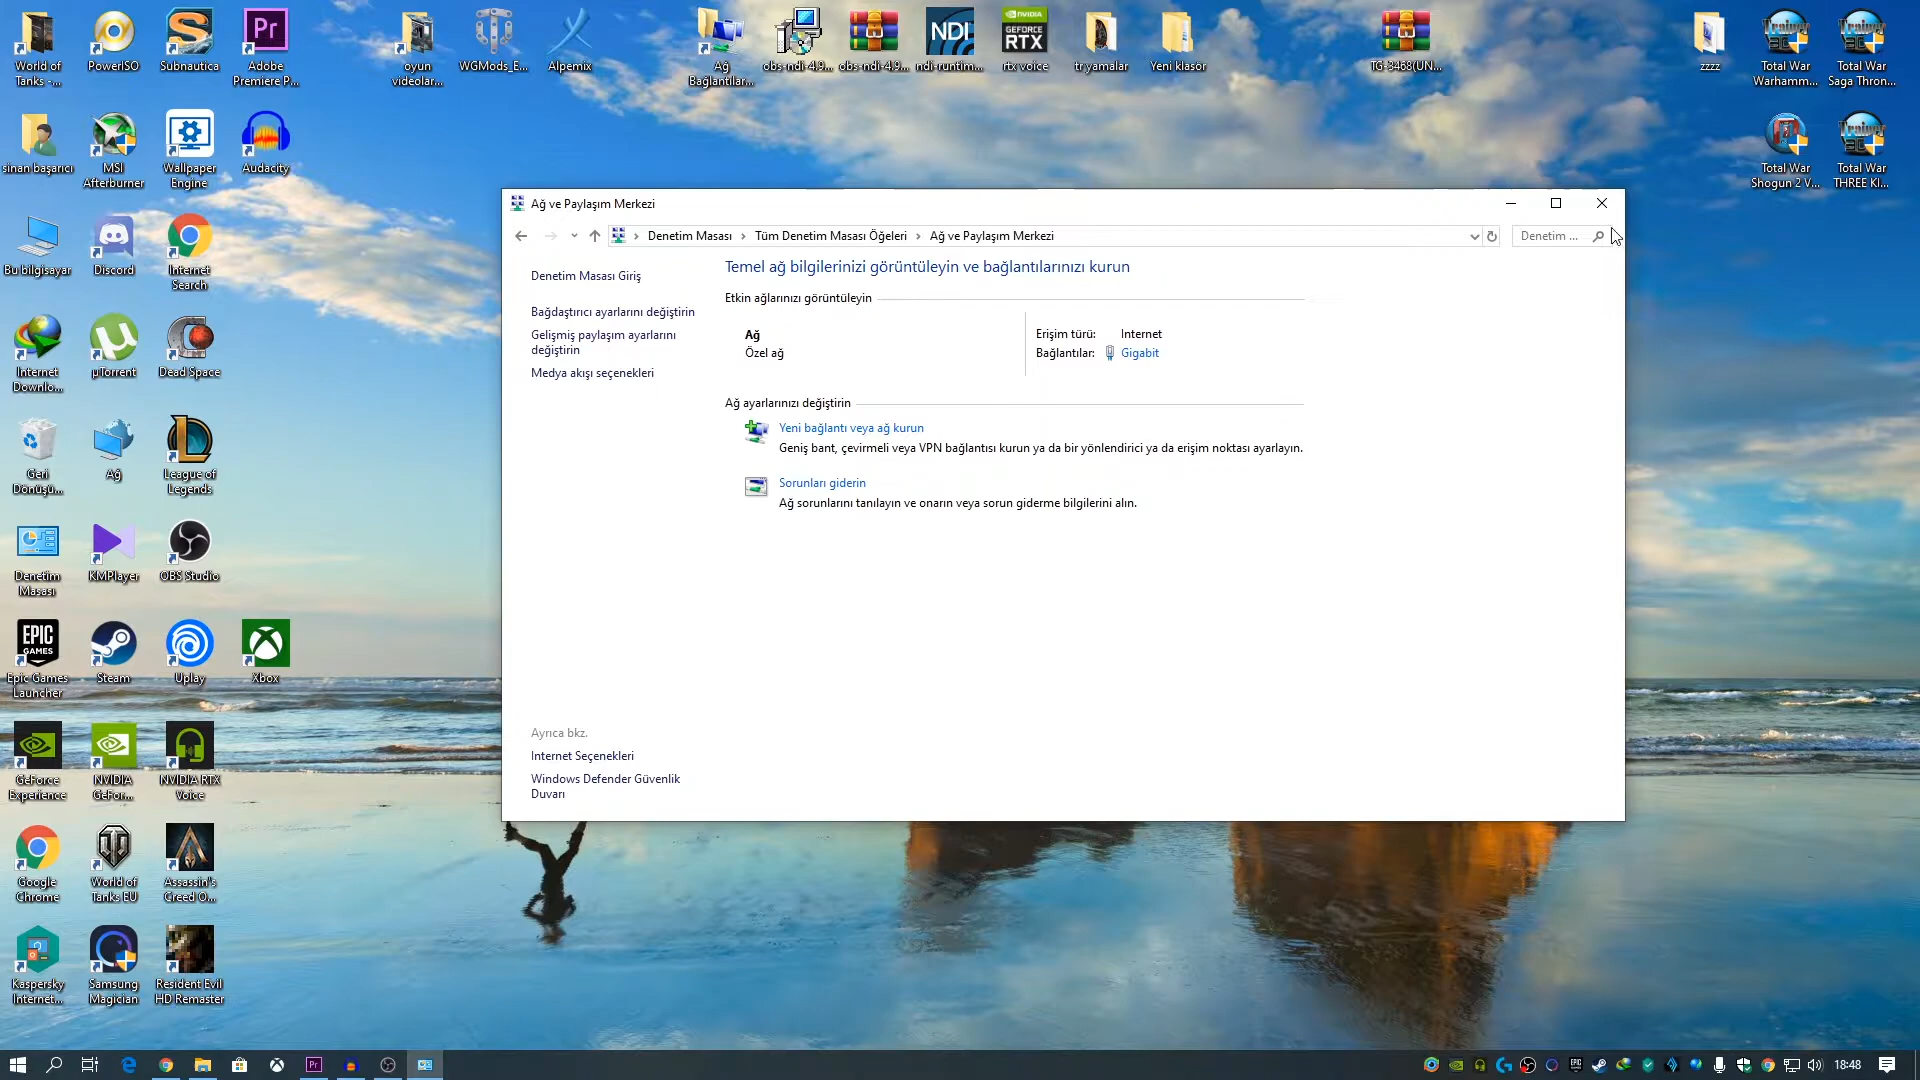 World of
Tanks -...
PowerISO
Subnautica
Adobe
Premiere P...
oyun
videolar...
WGMods_E...
Alpemix
Ağ
Bağlantılar...
obs-ndi-4.9...
obs-ndi-4.9...
ndi-runtim...
rtx voice
tr yamalar
Yeni klasör
TG-3468(UN...
zzzz
Total War
Warhamm...
Total War
Saga Thron...
sinan başarıcı
MSI
Afterburner
Wallpaper
Engine
Audacity
Total War
Shogun 2 V...
Total War
THREE KI...
Bu bilgisayar
Discord
Internet
Search
Internet
Downlo...
µTorrent
Dead Space
Geri
Dönüşü...
Ağ
League of
Legends
Denetim
Masası
KMPlayer
OBS Studio
Epic Games
Launcher
Steam
Uplay
Xbox
GeForce
Experience
NVIDIA
GeFor...
NVIDIA RTX
Voice
Google
Chrome
World of
Tanks EU
Assassin's
Creed O...
Kaspersky
Internet...
Samsung
Magician
Resident Evil
HD Remaster
Ağ ve Paylaşım Merkezi
Denetim Masası > Tüm Denetim Masası Öğeleri > Ağ ve Paylaşım Merkezi
Denetim ...
Denetim Masası Giriş
Bağdaştırıcı ayarlarını değiştirin
Gelişmiş paylaşım ayarlarını
değiştirin
Medya akışı seçenekleri
Temel ağ bilgilerinizi görüntüleyin ve bağlantılarınızı kurun
Etkin ağlarınızı görüntüleyin
Ağ
Özel ağ
Erişim türü: Internet
Bağlantılar: Gigabit
Ağ ayarlarınızı değiştirin
Yeni bağlantı veya ağ kurun
Geniş bant, çevirmeli veya VPN bağlantısı kurun ya da bir yönlendirici ya da erişim noktası ayarlayın.
Sorunları giderin
Ağ sorunlarını tanılayın ve onarın veya sorun giderme bilgilerini alın.
Ayrıca bkz.
Internet Seçenekleri
Windows Defender Güvenlik
Duvarı
18:48